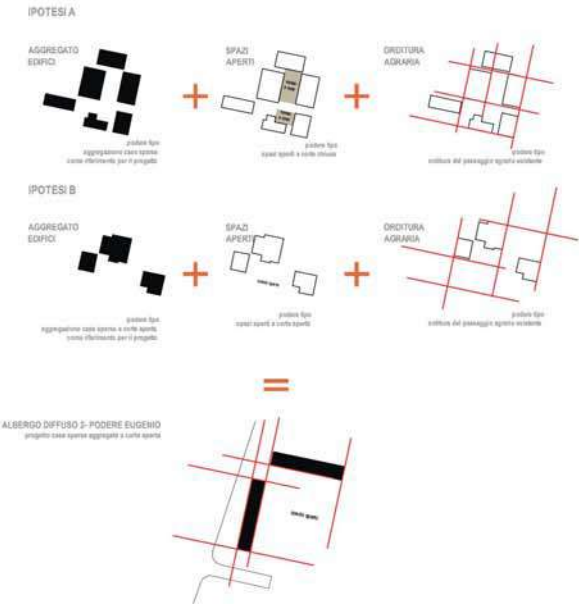 IPOTESI A
AGGREGATO
EDIFICI
SPAZI
APERTI
ORDITURA
AGRARIA
+
+
podere tipo
aggregazione case sparse
come riferimento per il progetto
podere tipo
spazi aperti a corte chiusa
podere tipo
orditura del paesaggio agrario esistente
IPOTESI B
AGGREGATO
EDIFICI
SPAZI
APERTI
ORDITURA
AGRARIA
+
+
podere tipo
aggregazione case sparse a corte aperta
come riferimento per il progetto
podere tipo
spazi aperti a corte aperta
podere tipo
orditura del paesaggio agrario esistente
=
ALBERGO DIFFUSO 2- PODERE EUGENIO
progetto case sparse aggregate a corte aperta